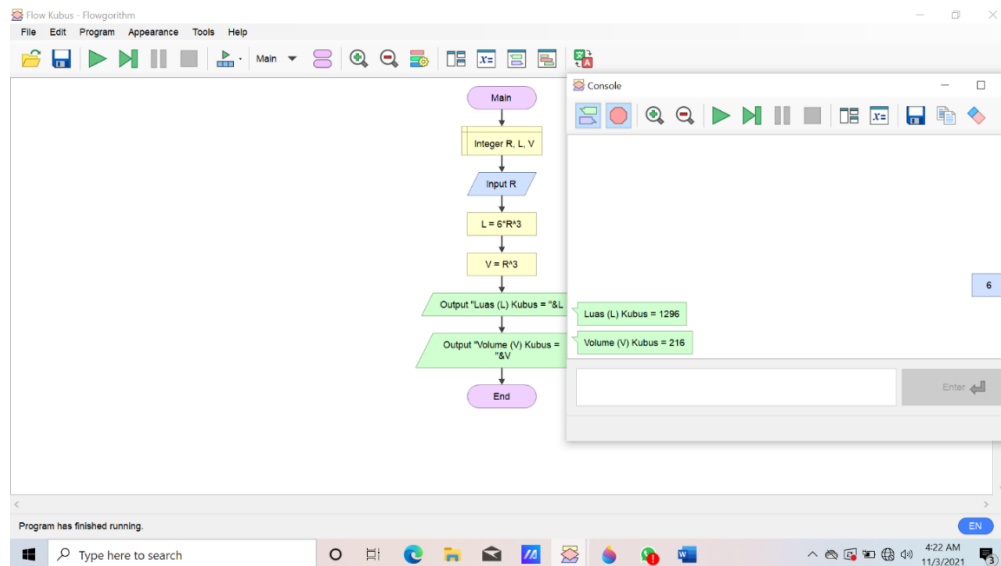 Flow Kubus - Flowgorithm
File Edit Program Appearance Tools Help
Main
x=
Main
Integer R, L, V
Input R
L = 6*R^3
V = R^3
Output "Luas (L) Kubus = "&L
Output "Volume (V) Kubus =
"&V
End
Console
x=
6
Luas (L) Kubus = 1296
Volume (V) Kubus = 216
Enter
Program has finished running.
EN
Type here to search
4:22 AM
11/3/2021
3